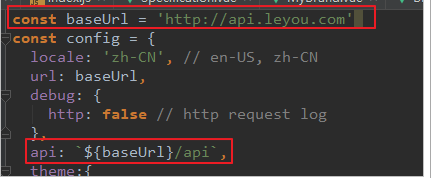 const baseUrl = 'http://api.leyou.com'
const config = {
locale: 'zh-CN', // en-US, zh-CN
url: baseUrl,
debug: {
http: false // http request log
},
api: `${baseUrl}/api`,
theme:{